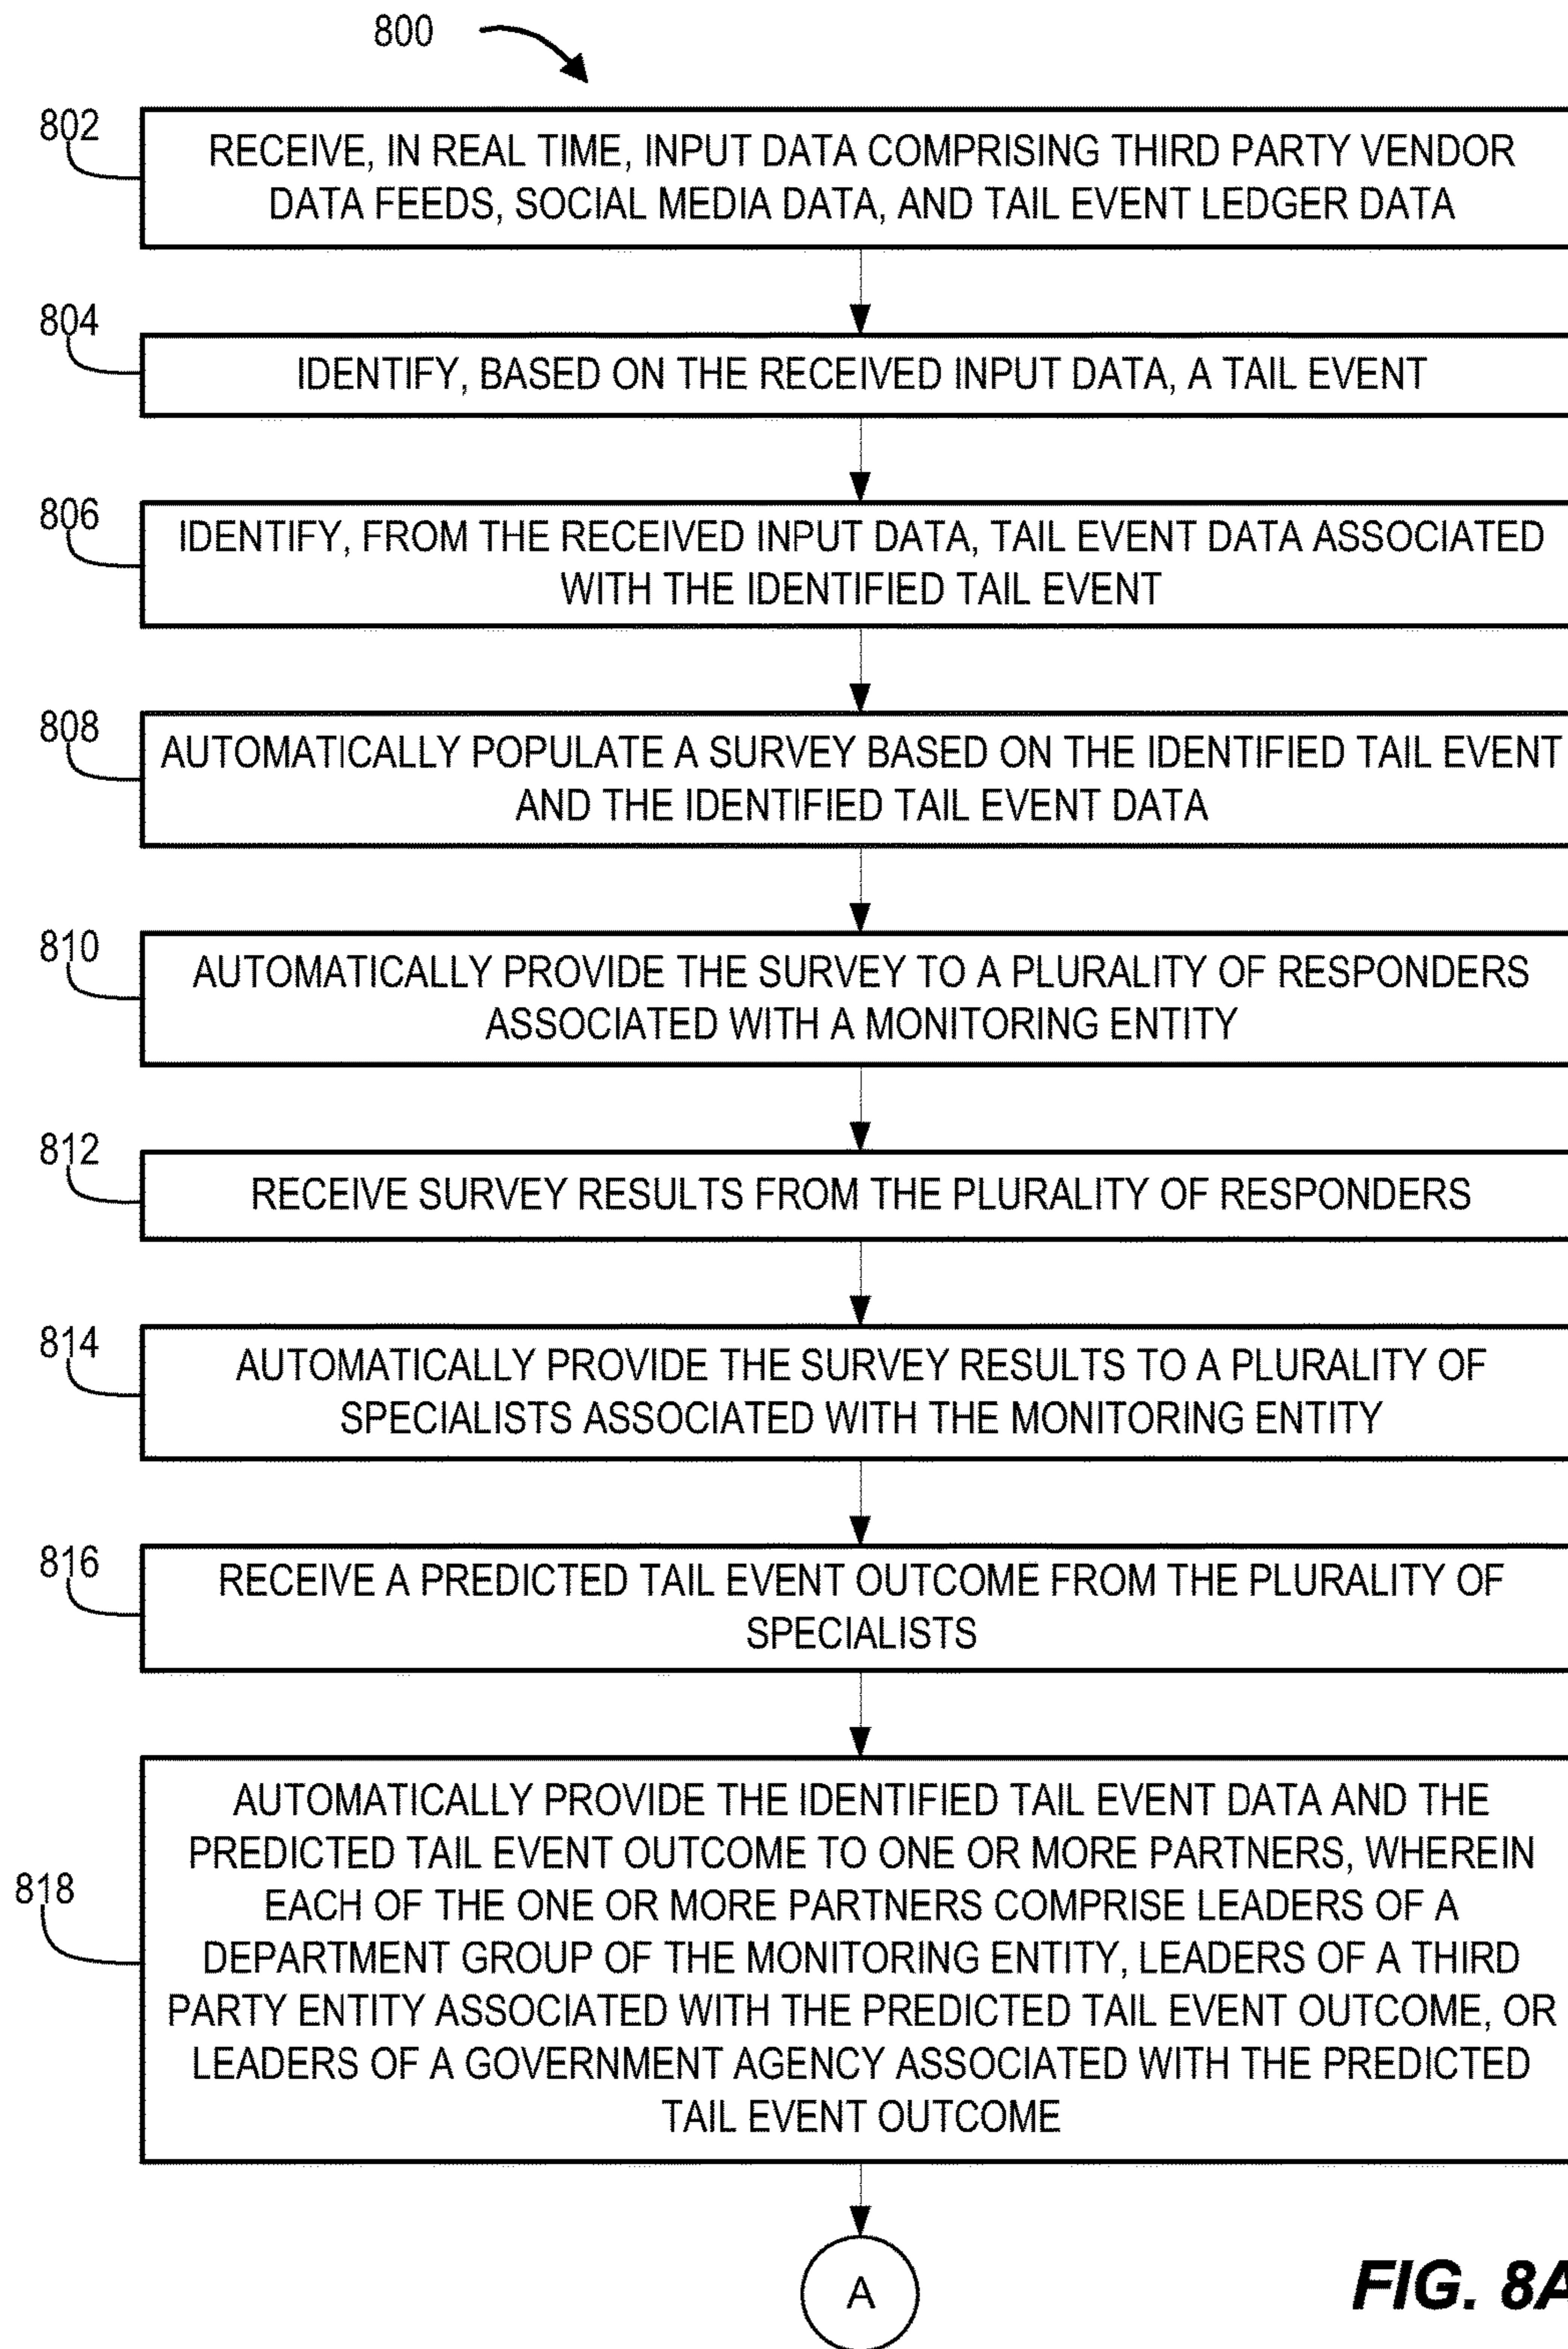 800
802
RECEIVE, IN REAL TIME, INPUT DATA COMPRISING THIRD PARTY VENDOR
DATA FEEDS, SOCIAL MEDIA DATA, AND TAIL EVENT LEDGER DATA
804
IDENTIFY, BASED ON THE RECEIVED INPUT DATA, A TAIL EVENT
806
IDENTIFY, FROM THE RECEIVED INPUT DATA, TAIL EVENT DATA ASSOCIATED
WITH THE IDENTIFIED TAIL EVENT
808
AUTOMATICALLY POPULATE A SURVEY BASED ON THE IDENTIFIED TAIL EVENT
AND THE IDENTIFIED TAIL EVENT DATA
810
AUTOMATICALLY PROVIDE THE SURVEY TO A PLURALITY OF RESPONDERS
ASSOCIATED WITH A MONITORING ENTITY
812
RECEIVE SURVEY RESULTS FROM THE PLURALITY OF RESPONDERS
814
AUTOMATICALLY PROVIDE THE SURVEY RESULTS TO A PLURALITY OF
SPECIALISTS ASSOCIATED WITH THE MONITORING ENTITY
816
RECEIVE A PREDICTED TAIL EVENT OUTCOME FROM THE PLURALITY OF
SPECIALISTS
818
AUTOMATICALLY PROVIDE THE IDENTIFIED TAIL EVENT DATA AND THE
PREDICTED TAIL EVENT OUTCOME TO ONE OR MORE PARTNERS, WHEREIN
EACH OF THE ONE OR MORE PARTNERS COMPRISE LEADERS OF A
DEPARTMENT GROUP OF THE MONITORING ENTITY, LEADERS OF A THIRD
PARTY ENTITY ASSOCIATED WITH THE PREDICTED TAIL EVENT OUTCOME, OR
LEADERS OF A GOVERNMENT AGENCY ASSOCIATED WITH THE PREDICTED
TAIL EVENT OUTCOME
A
FIG. 8A